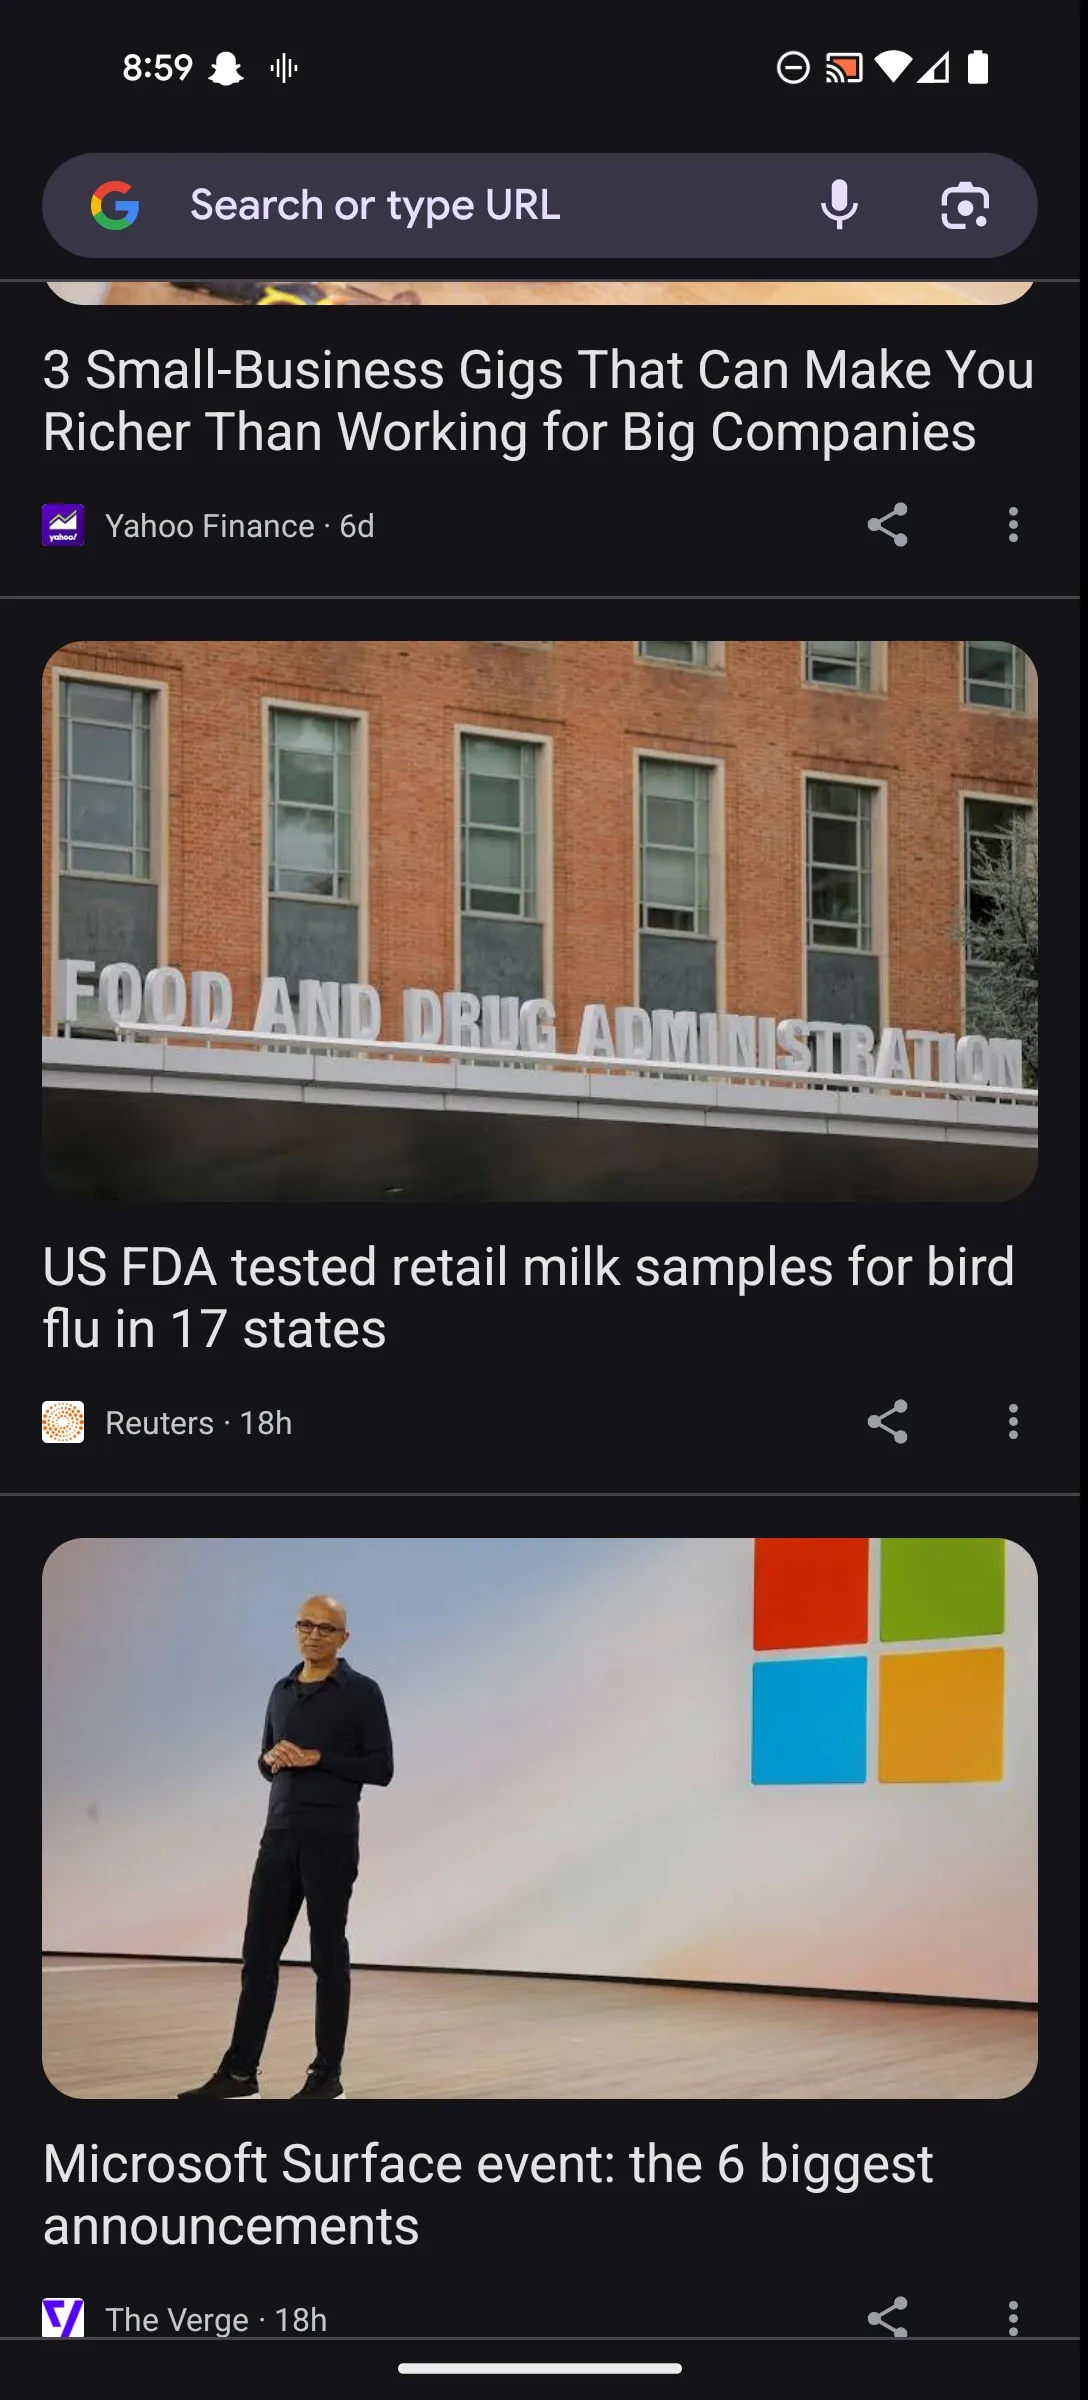 8:59
Search or type URL
3 Small-Business Gigs That Can Make You
Richer Than Working for Big Companies
yahoo!
Yahoo Finance · 6d
FOOD AND DRUG ADMINISTRATION
US FDA tested retail milk samples for bird
flu in 17 states
Reuters · 18h
Microsoft Surface event: the 6 biggest
announcements
The Verge · 18h